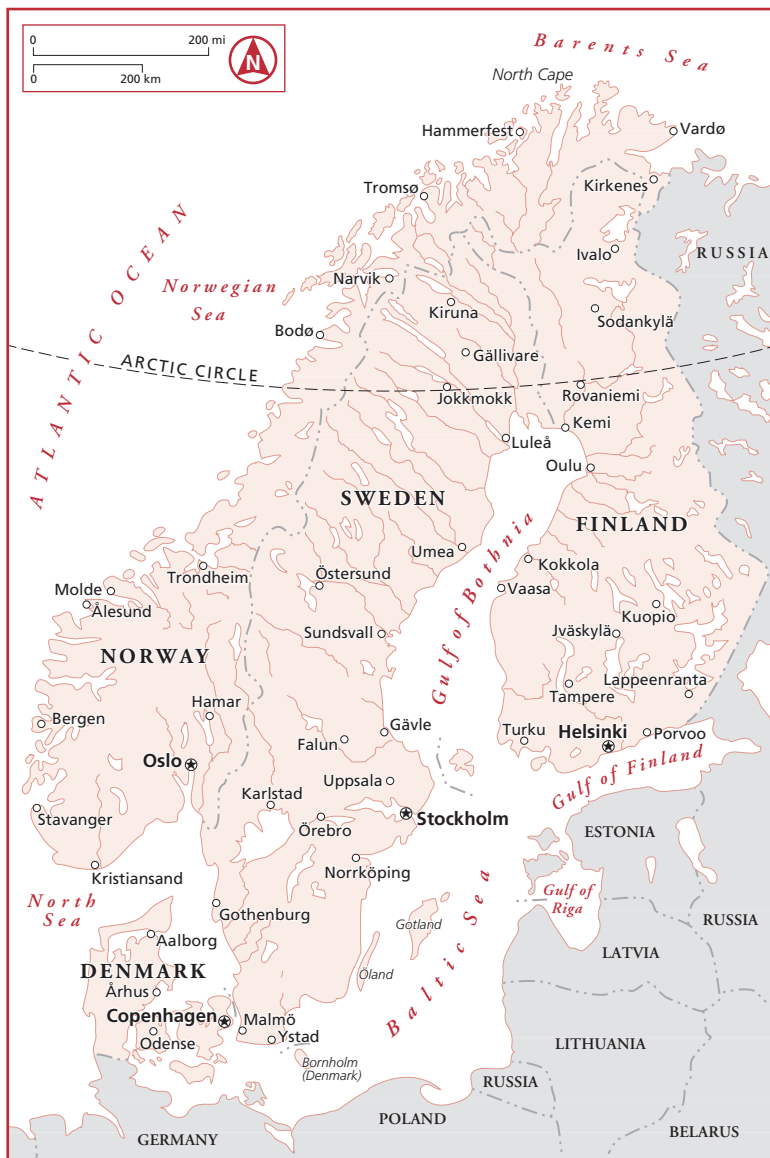 0 200 mi
0 200 km
N
Barents Sea
North Cape
Hammerfest
Vardø
Tromsø
Kirkenes
Ivalo
RUSSIA
ATLANTIC OCEAN
Norwegian
Sea
Narvik
Kiruna
Sodankylä
Bodø
Gällivare
ARCTIC CIRCLE
Jokkmokk
Rovaniemi
Kemi
Luleå
Oulu
SWEDEN
FINLAND
Umea
Gulf of Bothnia
Kokkola
Trondheim
Östersund
Vaasa
Molde
Ålesund
Kuopio
Sundsvall
Jväskylä
NORWAY
Lappeenranta
Tampere
Hamar
Bergen
Gävle
Falun
Turku
Helsinki
Porvoo
Oslo
Gulf of Finland
Uppsala
Karlstad
Stavanger
Örebro
Stockholm
ESTONIA
Norrköping
Kristiansand
North
Sea
Gulf of
Riga
Gothenburg
Gotland
RUSSIA
Aalborg
Baltic Sea
LATVIA
DENMARK
Öland
Århus
Copenhagen
Malmö
Ystad
Odense
LITHUANIA
Bornholm
(Denmark)
RUSSIA
POLAND
GERMANY
BELARUS